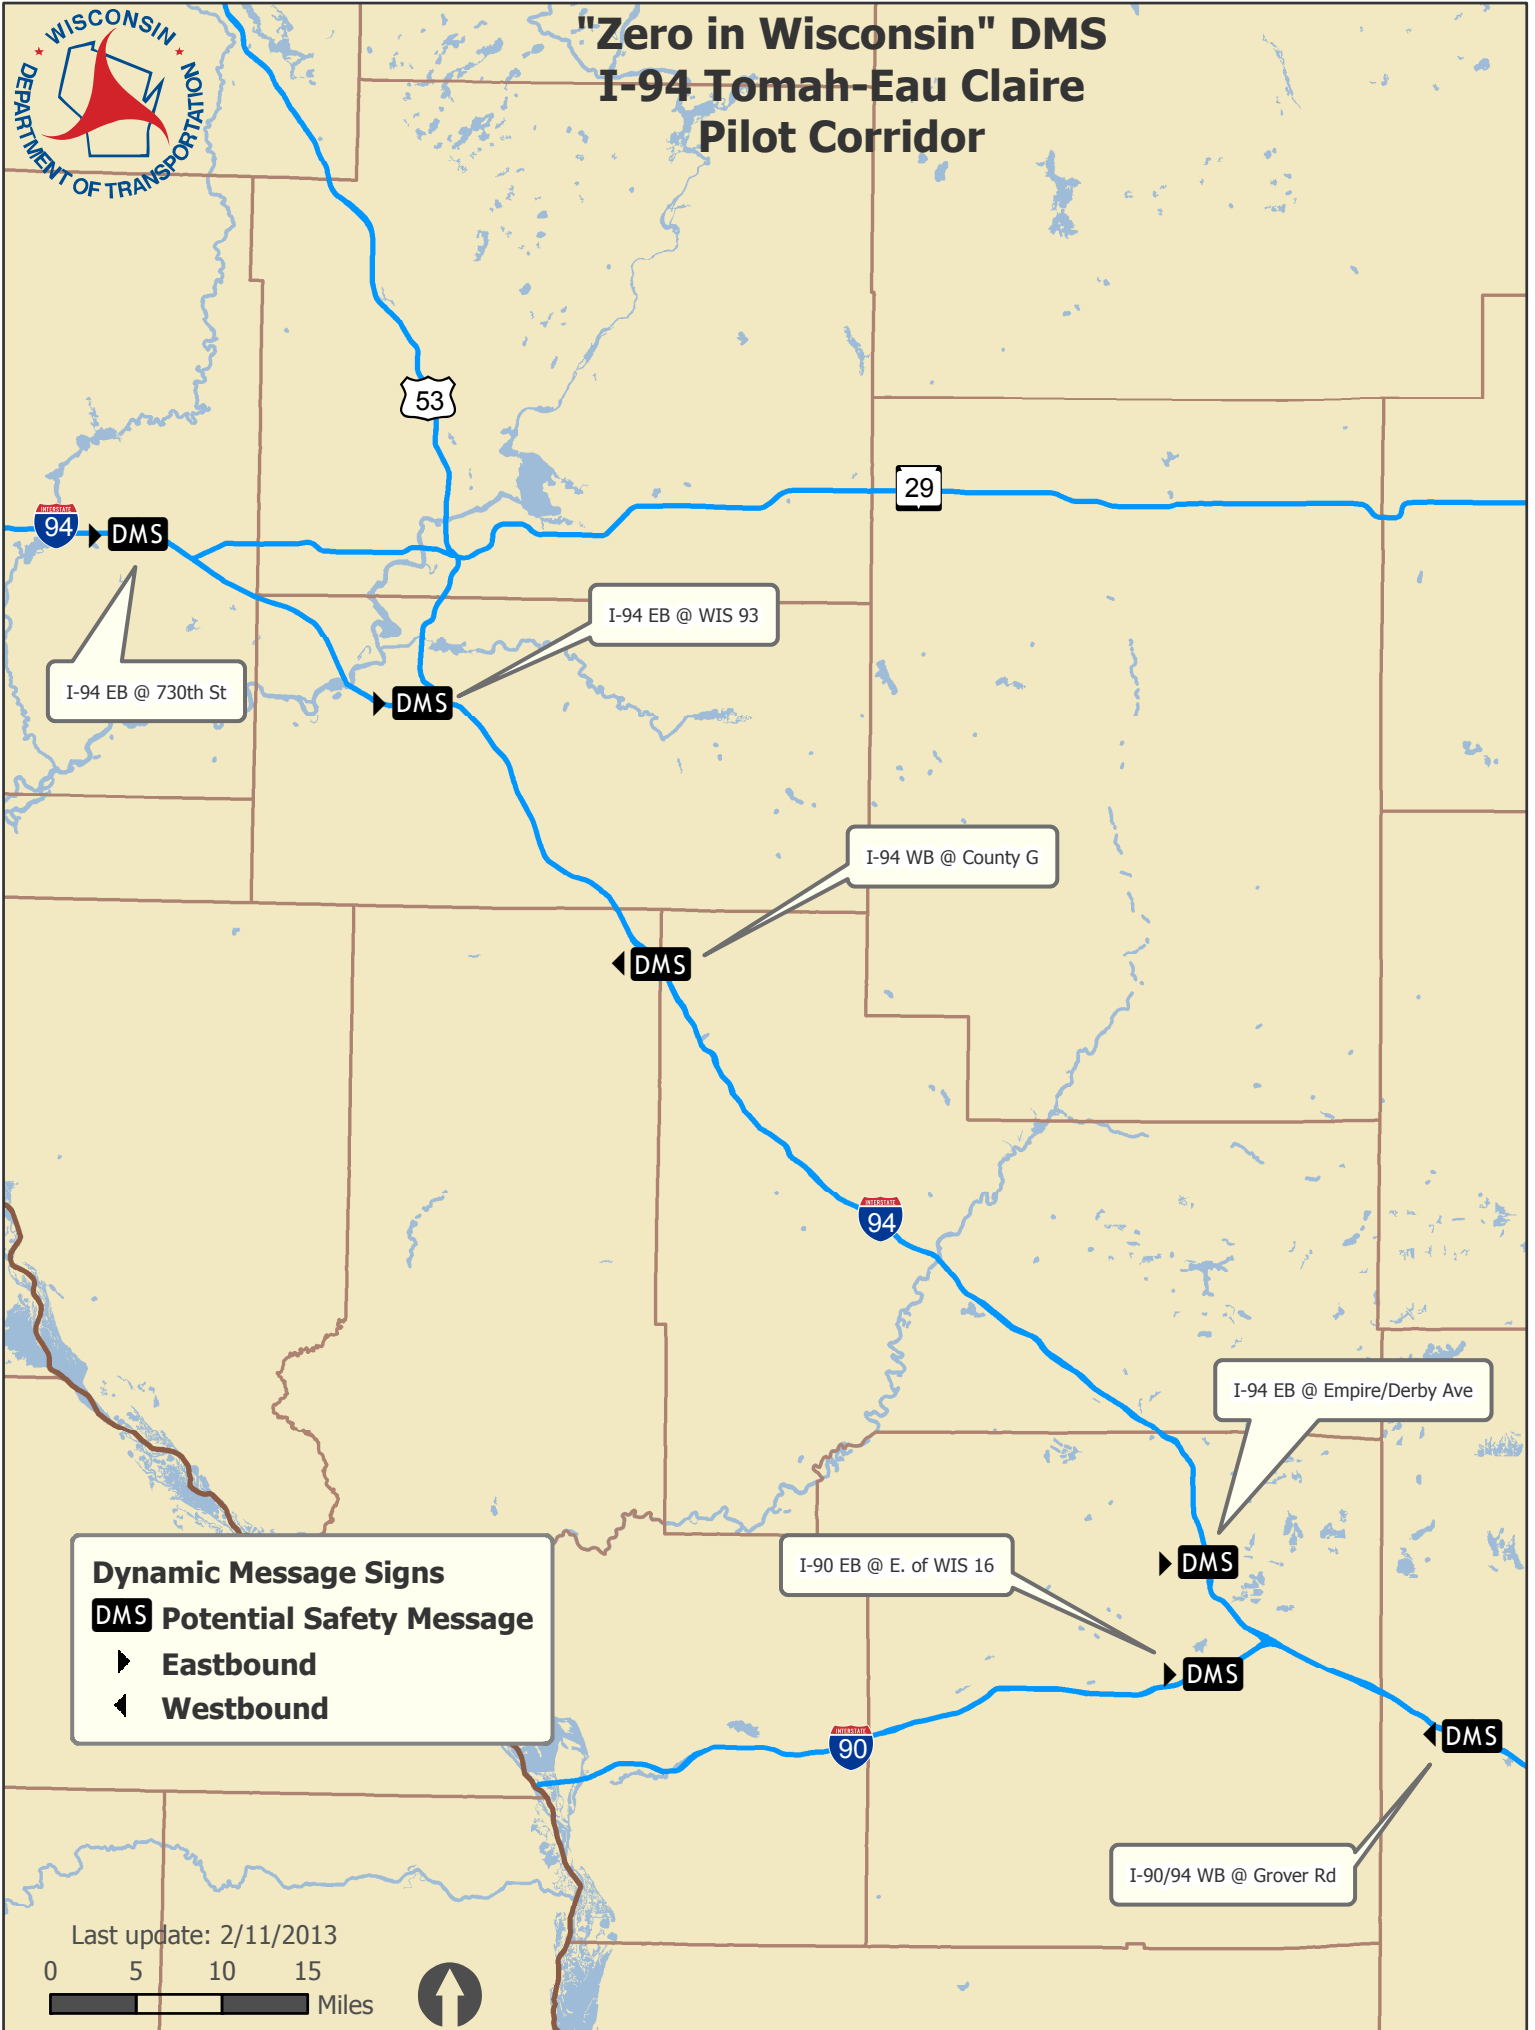 WISCONSIN
DEPARTMENT OF TRANSPORTATION
"Zero in Wisconsin" DMS
I-94 Tomah-Eau Claire
Pilot Corridor
53
29
INTERSTATE
94
DMS
I-94 EB @ WIS 93
I-94 EB @ 730th St
DMS
I-94 WB @ County G
DMS
INTERSTATE
94
I-94 EB @ Empire/Derby Ave
I-90 EB @ E. of WIS 16
DMS
Dynamic Message Signs
DMS Potential Safety Message
Eastbound
Westbound
DMS
INTERSTATE
90
DMS
I-90/94 WB @ Grover Rd
Last update: 2/11/2013
0 5 10 15
Miles